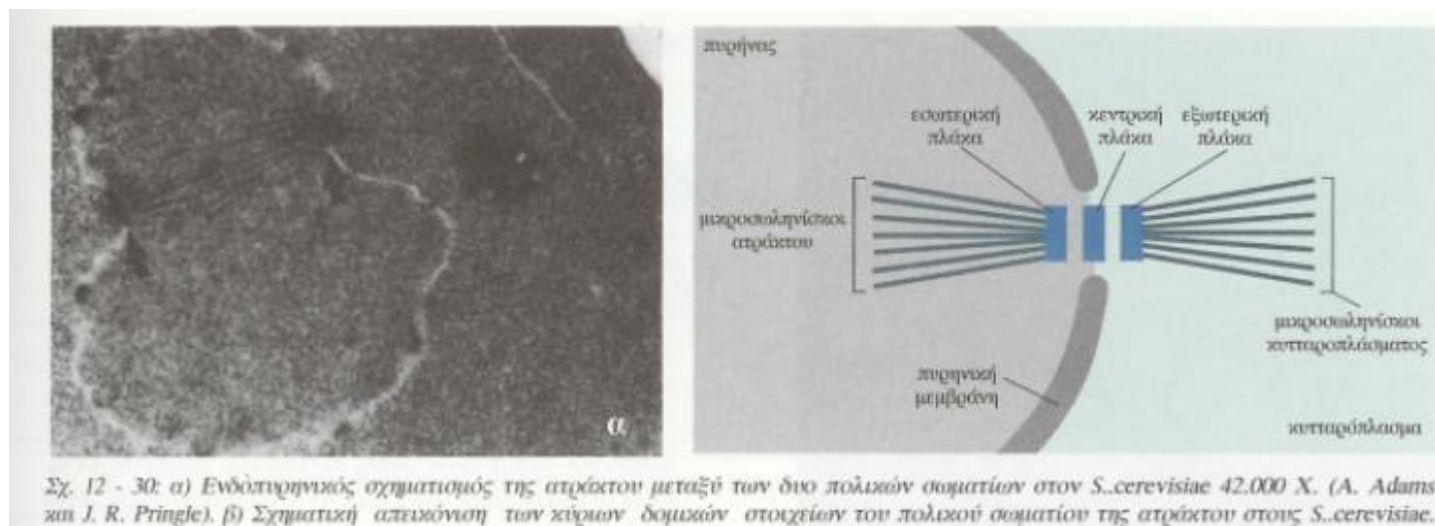 α
πυρήνας
εσωτερική
πλάκα
κεντρική
πλάκα
εξωτερική
πλάκα
μικροσωληνίσκοι
ατράκτου
μικροσωληνίσκοι
κυτταροπλάσματος
πυρηνική
μεμβράνη
κυτταρόπλασμα
Σχ. 12 - 30: α) Ενδοπυρηνικός σχηματισμός της ατράκτου μεταξύ των δυο πολικών σωματίων στον S..cerevisiae 42.000 X. (A. Adams
και J. R. Pringle). β) Σχηματική απεικόνιση των κύριων δομικών στοιχείων του πολικού σωματίου της ατράκτου στους S..cerevisiae.